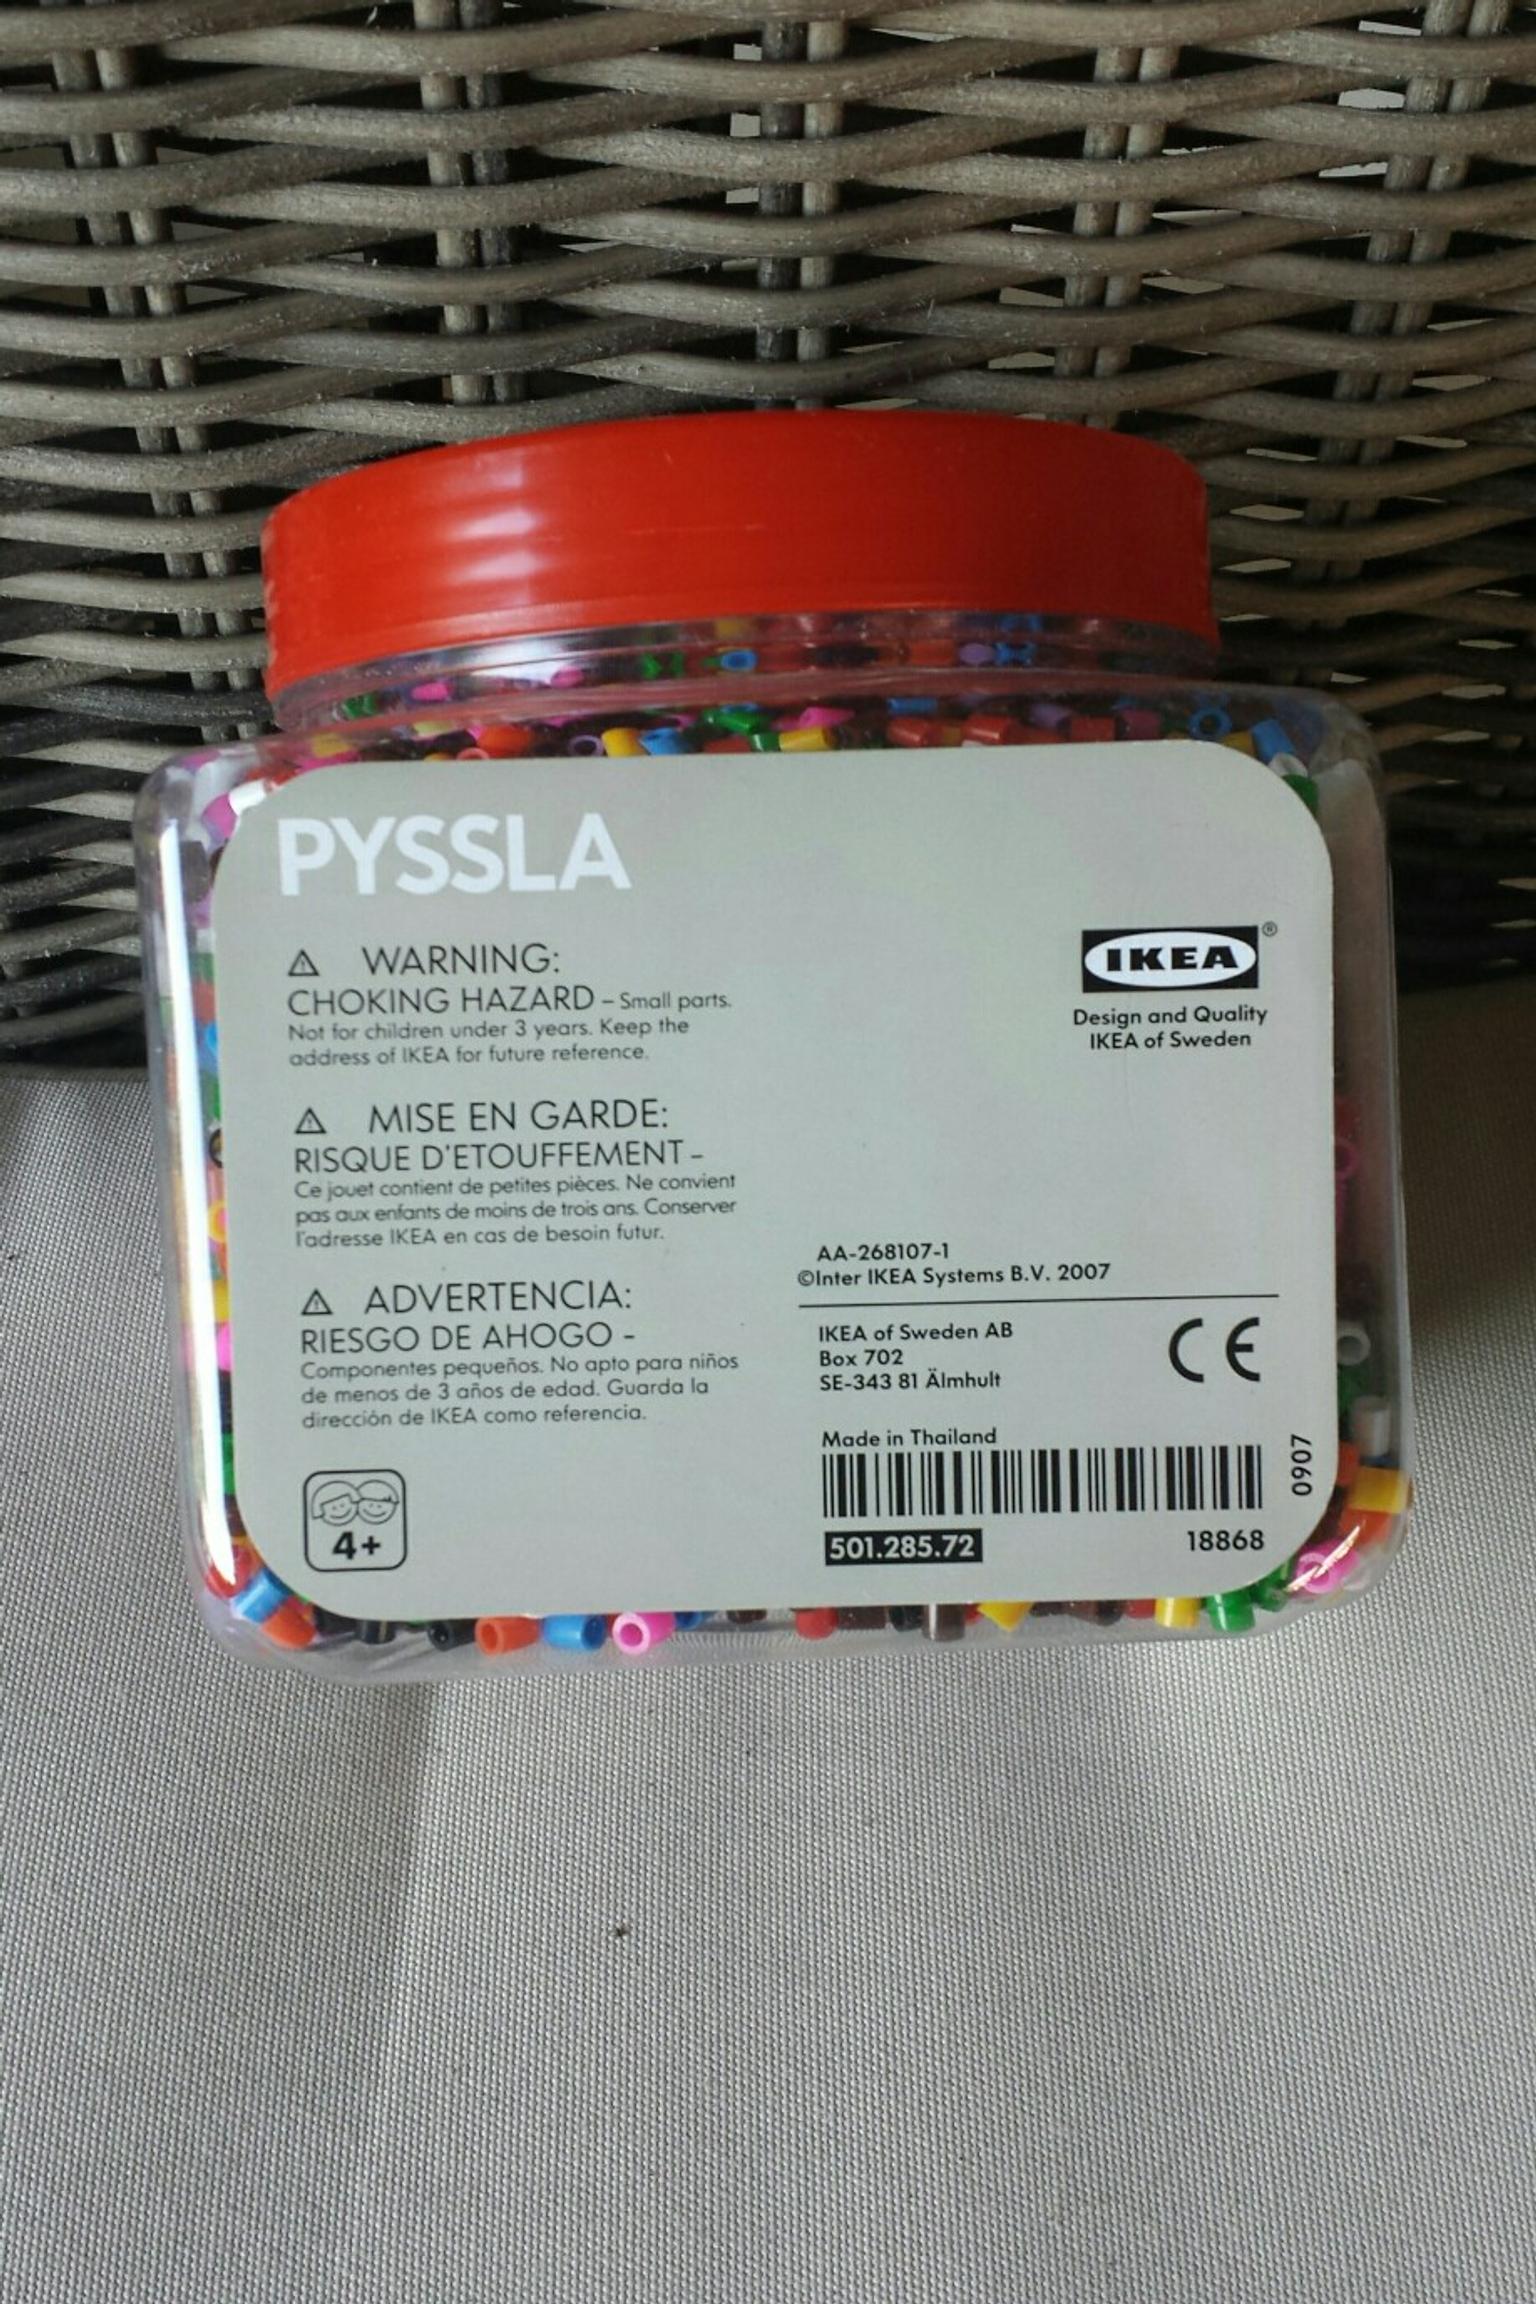 PYSSLA
⚠ WARNING:
CHOKING HAZARD – Small parts.
Not for children under 3 years. Keep the
address of IKEA for future reference.
⚠ MISE EN GARDE:
RISQUE D'ETOUFFEMENT –
Ce jouet contient de petites pièces. Ne convient
pas aux enfants de moins de trois ans. Conserver
l'adresse IKEA en cas de besoin futur.
⚠ ADVERTENCIA:
RIESGO DE AHOGO –
Componentes pequeños. No apto para niños
de menos de 3 años de edad. Guarda la
dirección de IKEA como referencia.
4+
IKEA®
Design and Quality
IKEA of Sweden
AA-268107-1
©Inter IKEA Systems B.V. 2007
IKEA of Sweden AB
Box 702
SE-343 81 Älmhult
CE
Made in Thailand
0907
501.285.72
18868